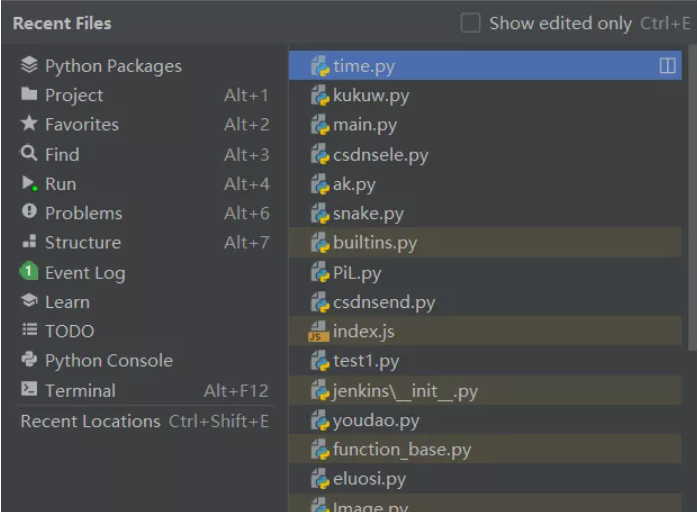 Recent Files
Show edited only Ctrl+E
Python Packages
Project Alt+1
Favorites Alt+2
Find Alt+3
Run Alt+4
Problems Alt+6
Structure Alt+7
1 Event Log
Learn
TODO
Python Console
Terminal Alt+F12
Recent Locations Ctrl+Shift+E
time.py
kukuw.py
main.py
csdnsele.py
ak.py
snake.py
builtins.py
PiL.py
csdnsend.py
JS index.js
test1.py
jenkins\__init__.py
youdao.py
function_base.py
eluosi.py
Image.py